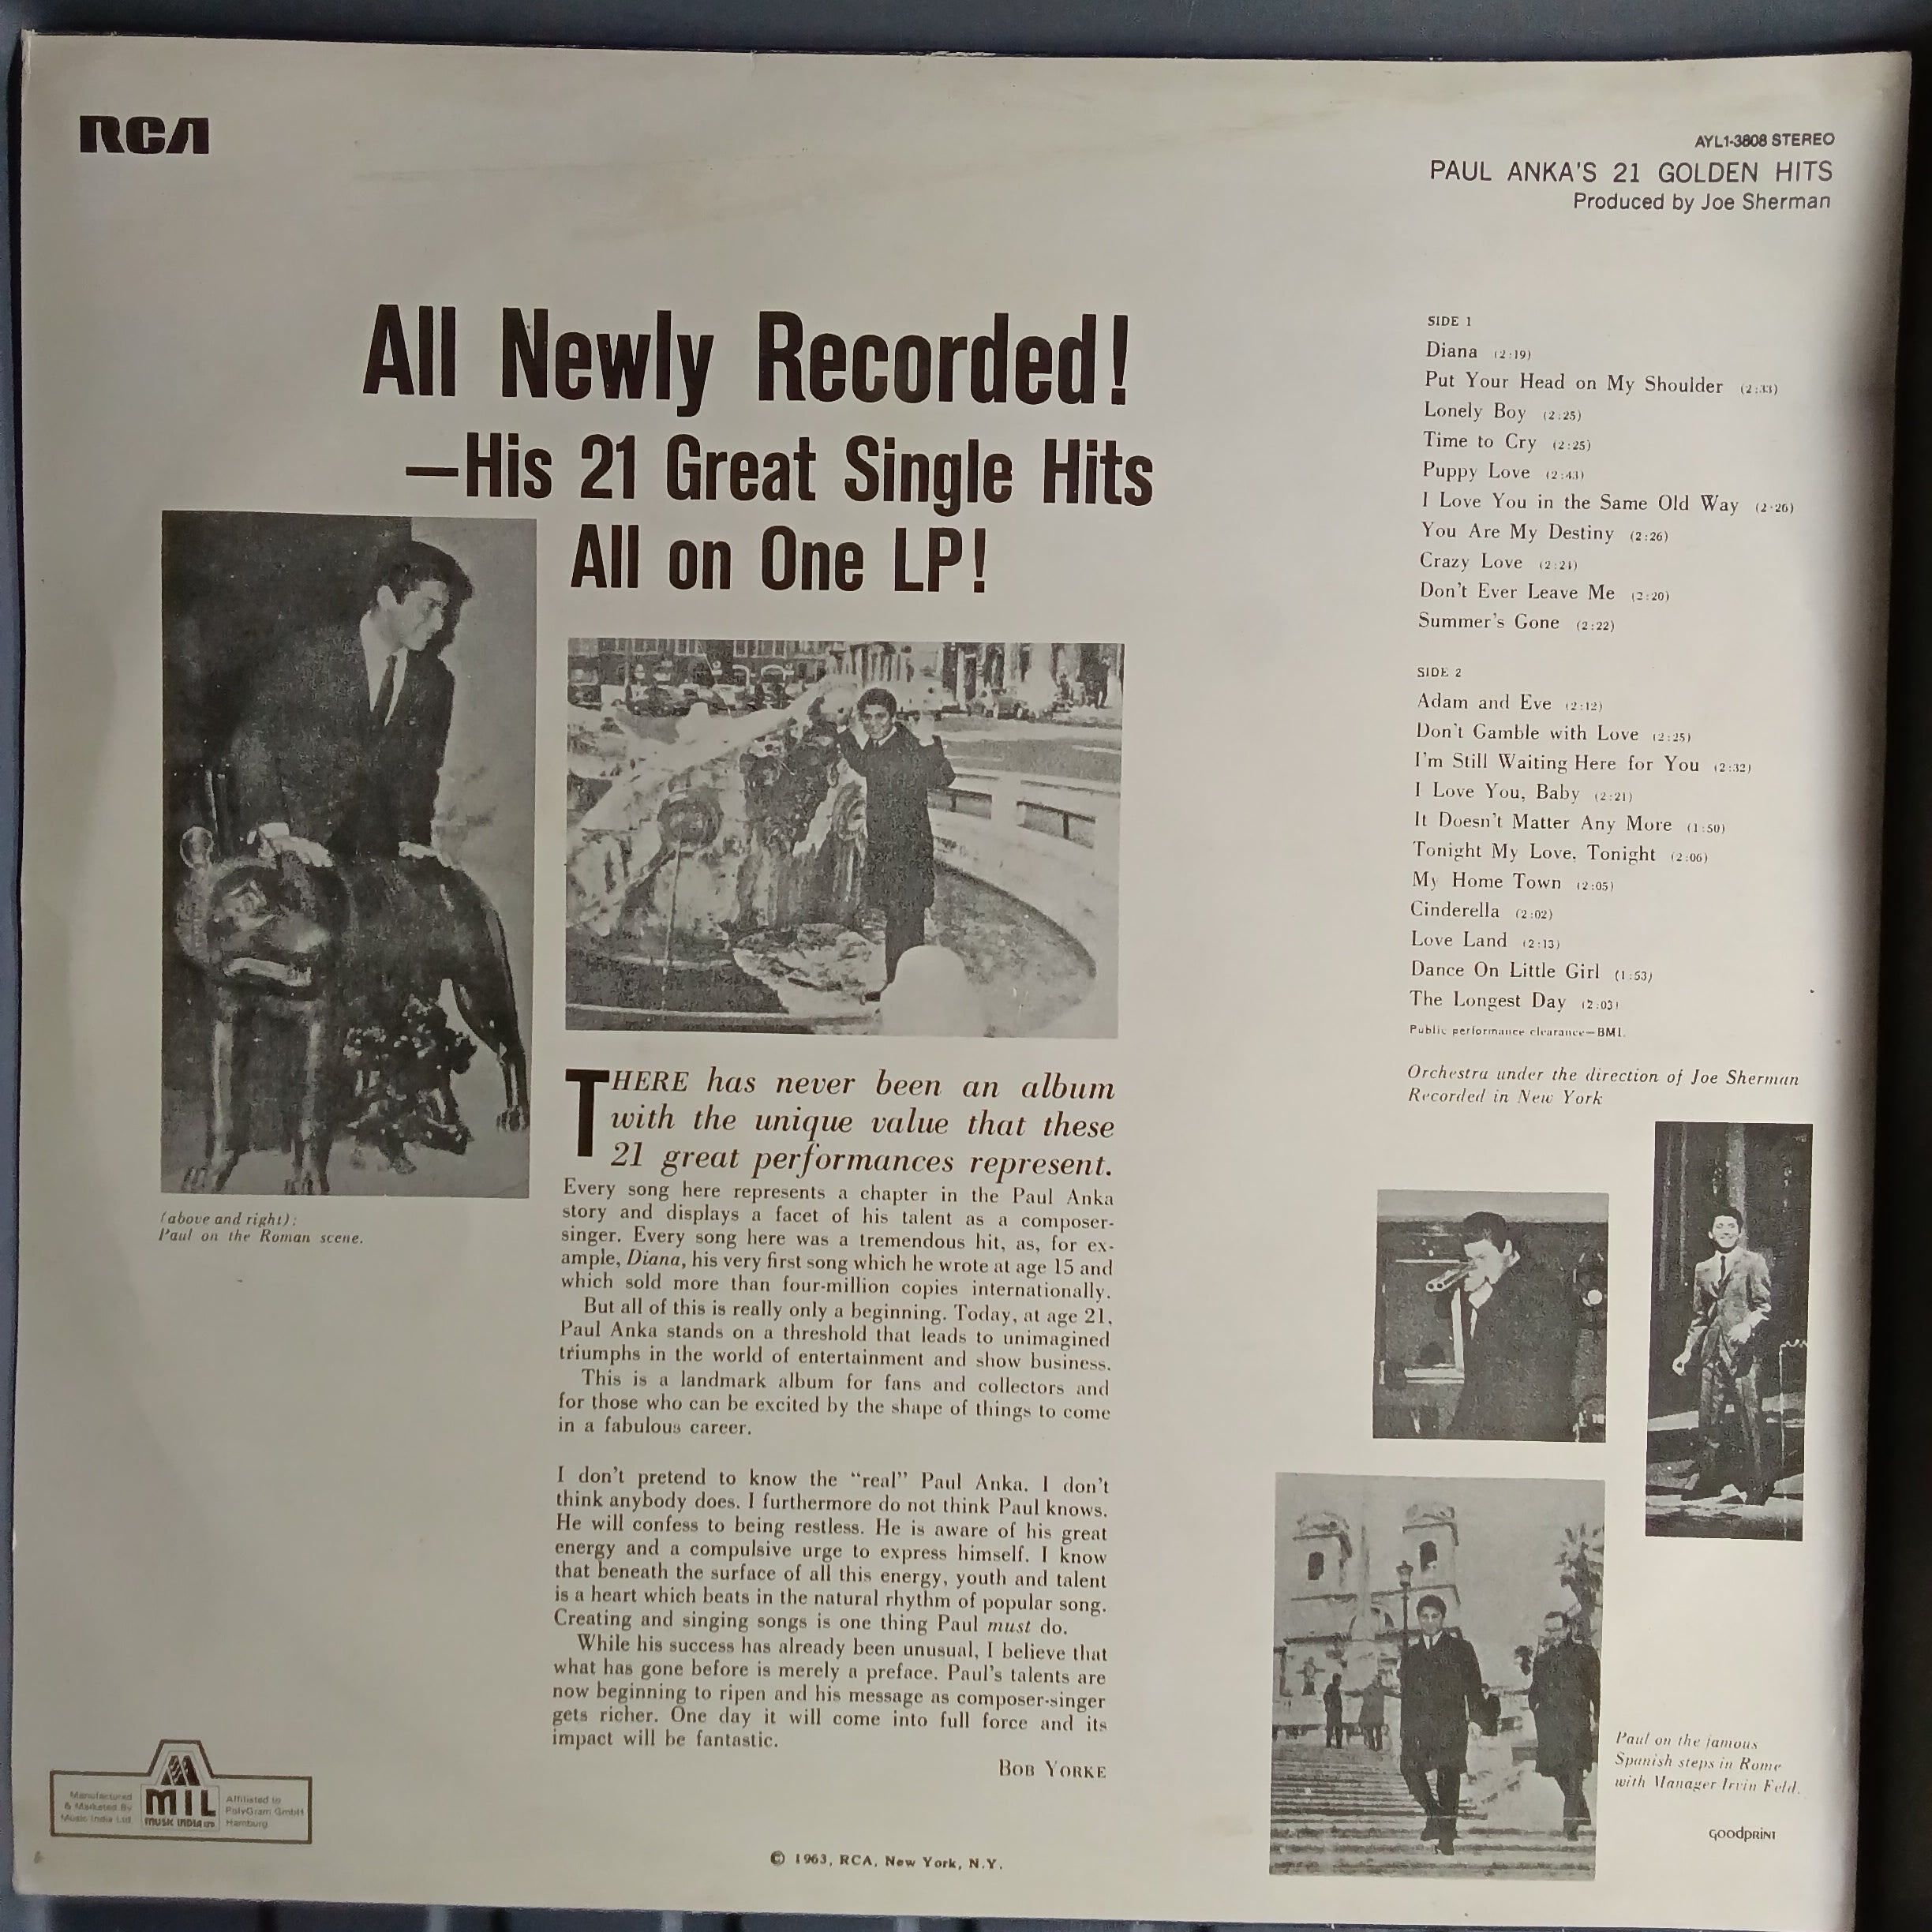 RCA
AYL1-3808 STEREO
PAUL ANKA'S 21 GOLDEN HITS
Produced by Joe Sherman
All Newly Recorded!
—His 21 Great Single Hits
All on One LP!
(above and right):
Paul on the Roman scene.
THERE has never been an album
with the unique value that these
21 great performances represent.
Every song here represents a chapter in the Paul Anka
story and displays a facet of his talent as a composer-
singer. Every song here was a tremendous hit, as, for ex-
ample, Diana, his very first song which he wrote at age 15 and
which sold more than four-million copies internationally.
But all of this is really only a beginning. Today, at age 21,
Paul Anka stands on a threshold that leads to unimagined
triumphs in the world of entertainment and show business.
This is a landmark album for fans and collectors and
for those who can be excited by the shape of things to come
in a fabulous career.
I don't pretend to know the "real" Paul Anka. I don't
think anybody does. I furthermore do not think Paul knows.
He will confess to being restless. He is aware of his great
energy and a compulsive urge to express himself. I know
that beneath the surface of all this energy, youth and talent
is a heart which beats in the natural rhythm of popular song.
Creating and singing songs is one thing Paul must do.
While his success has already been unusual, I believe that
what has gone before is merely a preface. Paul's talents are
now beginning to ripen and his message as composer-singer
gets richer. One day it will come into full force and its
impact will be fantastic.
BOB YORKE
SIDE 1
Diana (2:19)
Put Your Head on My Shoulder (2:33)
Lonely Boy (2:25)
Time to Cry (2:25)
Puppy Love (2:43)
I Love You in the Same Old Way (2:26)
You Are My Destiny (2:26)
Crazy Love (2:21)
Don't Ever Leave Me (2:20)
Summer's Gone (2:22)
SIDE 2
Adam and Eve (2:12)
Don't Gamble with Love (2:25)
I'm Still Waiting Here for You (2:32)
I Love You, Baby (2:21)
It Doesn't Matter Any More (1:50)
Tonight My Love, Tonight (2:06)
My Home Town (2:05)
Cinderella (2:02)
Love Land (2:13)
Dance On Little Girl (1:53)
The Longest Day (2:03)
Public performance clearance—BMI.
Orchestra under the direction of Joe Sherman
Recorded in New York
Paul on the famous
Spanish steps in Rome
with Manager Irvin Feld.
GOODPRINT
Manufactured
& Marketed By
Music India Ltd
MIL
MUSIC INDIA LTD
Affiliated to
PolyGram GmbH
Hamburg
© 1963, RCA, New York, N.Y.